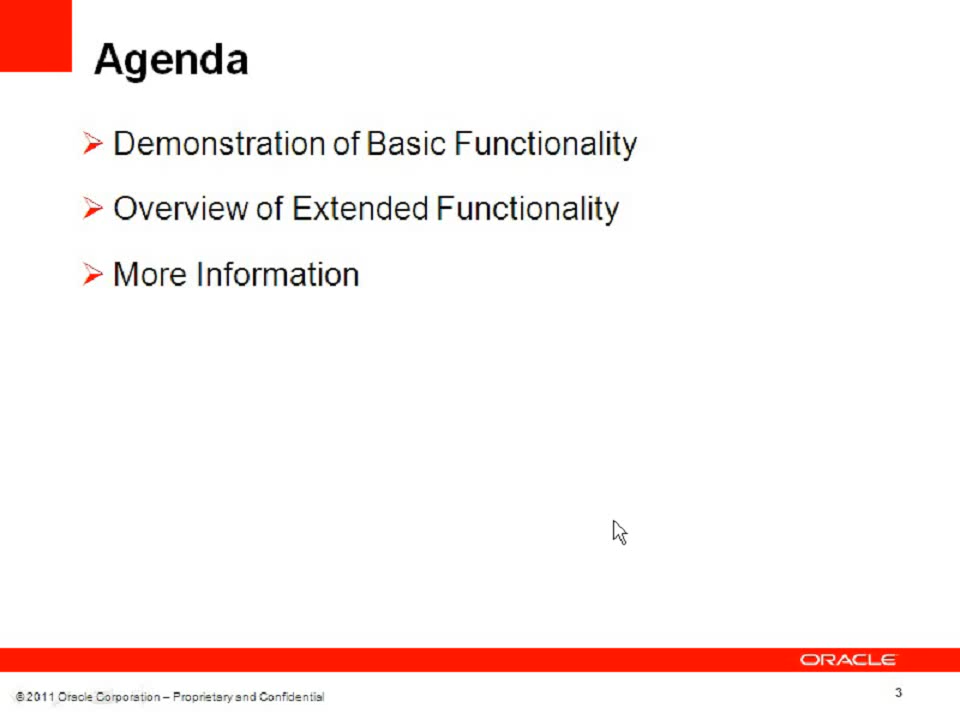 Agenda
Demonstration of Basic Functionality
Overview of Extended Functionality
More Information
ORACLE
© 2011 Oracle Corporation – Proprietary and Confidential
3